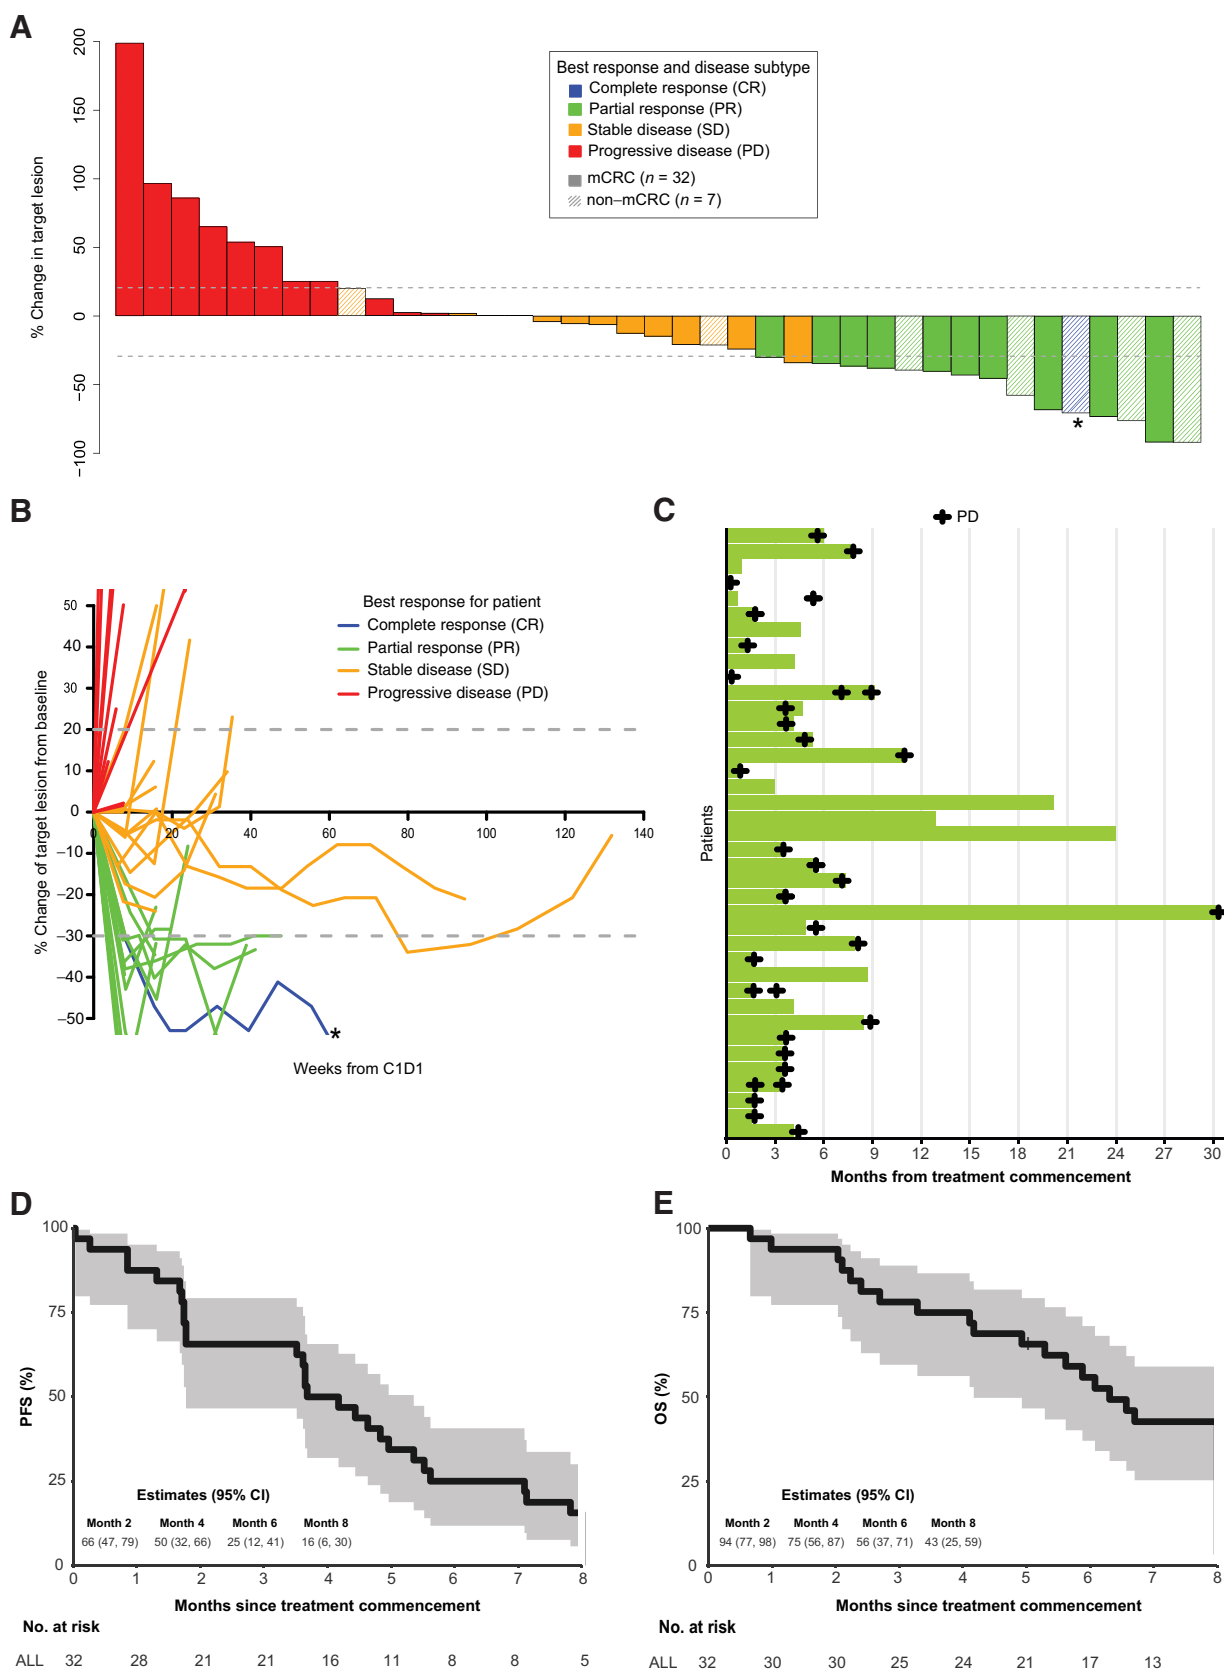 A
200
150
100
50
0
−50
−100
% Change in target lesion
Best response and disease subtype
Complete response (CR)
Partial response (PR)
Stable disease (SD)
Progressive disease (PD)
mCRC (n = 32)
non–mCRC (n = 7)
*
B
50
40
30
20
10
0
−10
−20
−30
−40
−50
% Change of target lesion from baseline
Best response for patient
Complete response (CR)
Partial response (PR)
Stable disease (SD)
Progressive disease (PD)
0 20 40 60 80 100 120 140
*
Weeks from C1D1
C
PD
Patients
0 3 6 9 12 15 18 21 24 27 30
Months from treatment commencement
D
100
75
50
25
0
PFS (%)
Estimates (95% CI)
Month 2 Month 4 Month 6 Month 8
66 (47, 79) 50 (32, 66) 25 (12, 41) 16 (6, 30)
0 1 2 3 4 5 6 7 8
Months since treatment commencement
No. at risk
ALL 32 28 21 21 16 11 8 8 5
E
100
75
50
25
0
OS (%)
Estimates (95% CI)
Month 2 Month 4 Month 6 Month 8
94 (77, 98) 75 (56, 87) 56 (37, 71) 43 (25, 59)
0 1 2 3 4 5 6 7 8
Months since treatment commencement
No. at risk
ALL 32 30 30 25 24 21 17 13